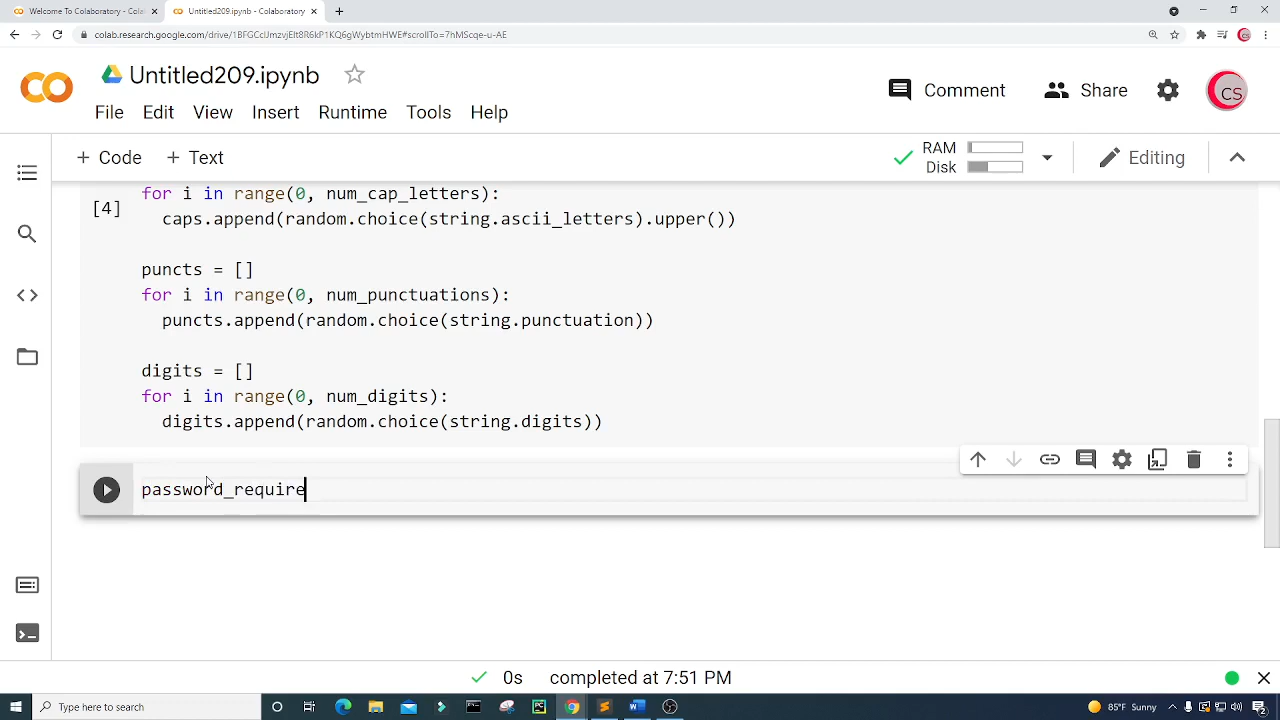 Welcome To Colaboratory - Colab
Untitled209.ipynb - Colaboratory
colab.research.google.com/drive/1BFGCclJmzvjElt8R6kP1KQ6gWybtmHWE#scrollTo=7hMScqe-u-AE
Untitled209.ipynb
Comment
Share
CS
File Edit View Insert Runtime Tools Help
+ Code + Text
RAM
Disk
Editing
for i in range(0, num_cap_letters):
[4]
caps.append(random.choice(string.ascii_letters).upper())
puncts = []
for i in range(0, num_punctuations):
puncts.append(random.choice(string.punctuation))
digits = []
for i in range(0, num_digits):
digits.append(random.choice(string.digits))
password_require
0s completed at 7:51 PM
Type here to search
85°F Sunny